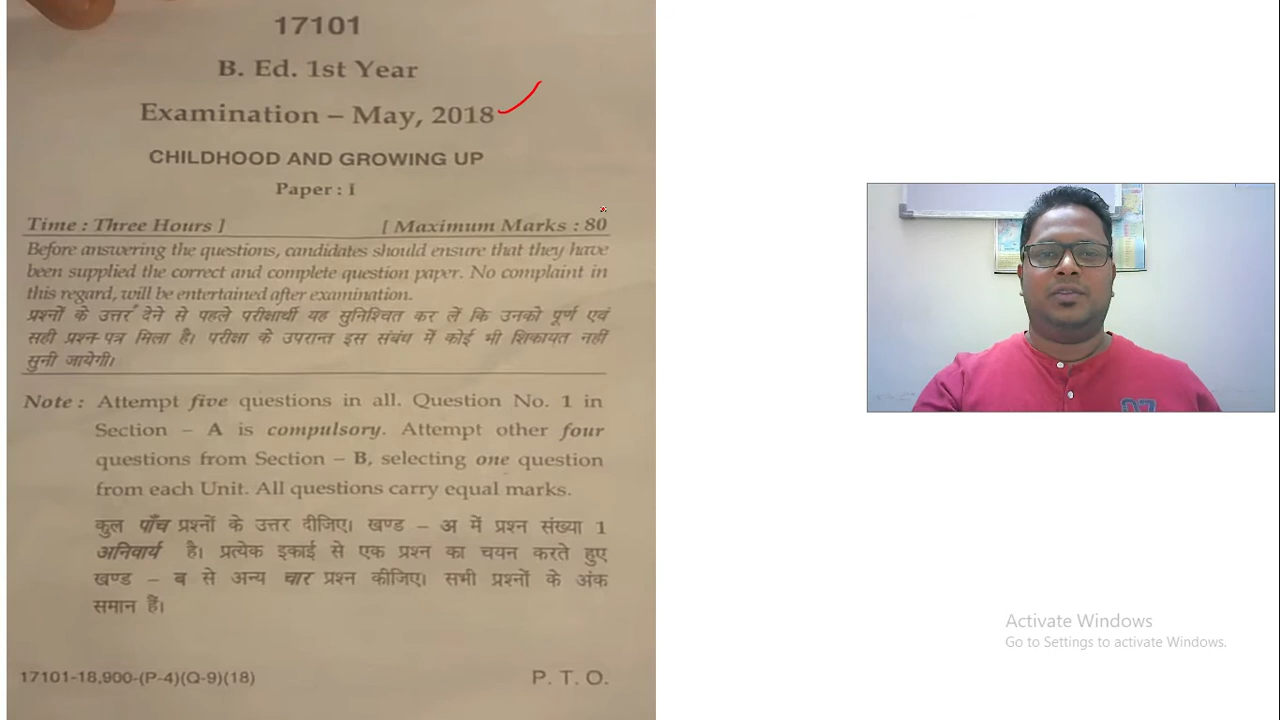 17101
B. Ed. 1st Year
Examination – May, 2018
CHILDHOOD AND GROWING UP
Paper : I
Time : Three Hours ] [ Maximum Marks : 80
Before answering the questions, candidates should ensure that they have
been supplied the correct and complete question paper. No complaint in
this regard, will be entertained after examination.
प्रश्नों के उत्तर देने से पहले परीक्षार्थी यह सुनिश्चित कर लें कि उनको पूर्ण एवं
सही प्रश्न-पत्र मिला है। परीक्षा के उपरान्त इस संबंध में कोई भी शिकायत नहीं
सुनी जायेगी।
Note : Attempt five questions in all. Question No. 1 in
Section – A is compulsory. Attempt other four
questions from Section – B, selecting one question
from each Unit. All questions carry equal marks.
कुल पाँच प्रश्नों के उत्तर दीजिए। खण्ड – अ में प्रश्न संख्या 1
अनिवार्य है। प्रत्येक इकाई से एक प्रश्न का चयन करते हुए
खण्ड – ब से अन्य चार प्रश्न कीजिए। सभी प्रश्नों के अंक
समान हैं।
17101-18,900-(P-4)(Q-9)(18) P. T. O.
Activate Windows
Go to Settings to activate Windows.